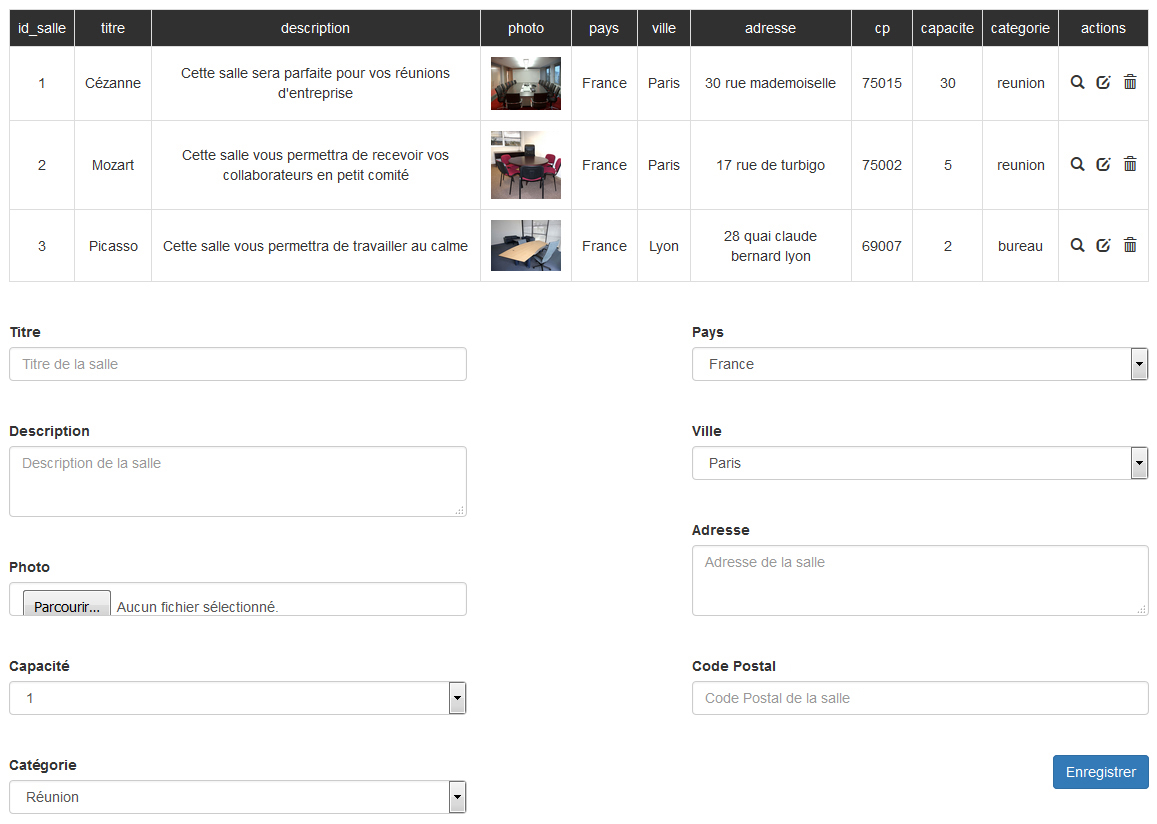 id_salle titre description photo pays ville adresse cp capacite categorie actions
1 Cézanne Cette salle sera parfaite pour vos réunions d'entreprise France Paris 30 rue mademoiselle 75015 30 reunion
2 Mozart Cette salle vous permettra de recevoir vos collaborateurs en petit comité France Paris 17 rue de turbigo 75002 5 reunion
3 Picasso Cette salle vous permettra de travailler au calme France Lyon 28 quai claude bernard lyon 69007 2 bureau
Titre
Titre de la salle
Description
Description de la salle
Photo
Parcourir... Aucun fichier sélectionné.
Capacité
1
Catégorie
Réunion
Pays
France
Ville
Paris
Adresse
Adresse de la salle
Code Postal
Code Postal de la salle
Enregistrer